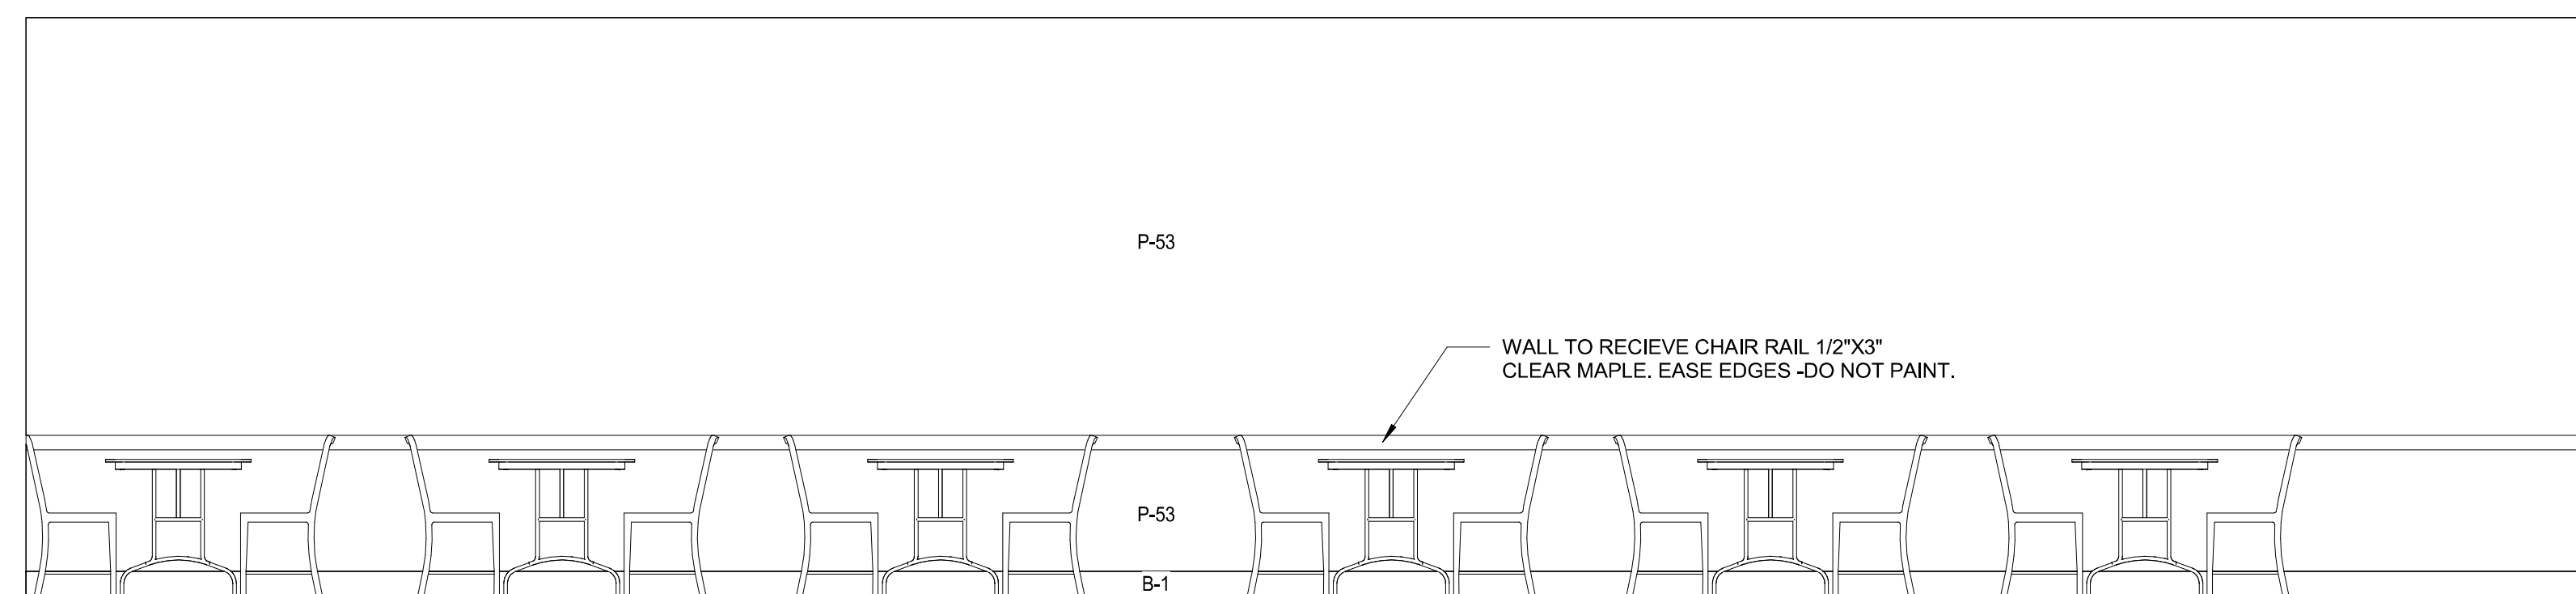 P-53
WALL TO RECIEVE CHAIR RAIL 1/2"X3"
CLEAR MAPLE. EASE EDGES -DO NOT PAINT.
P-53
B-1